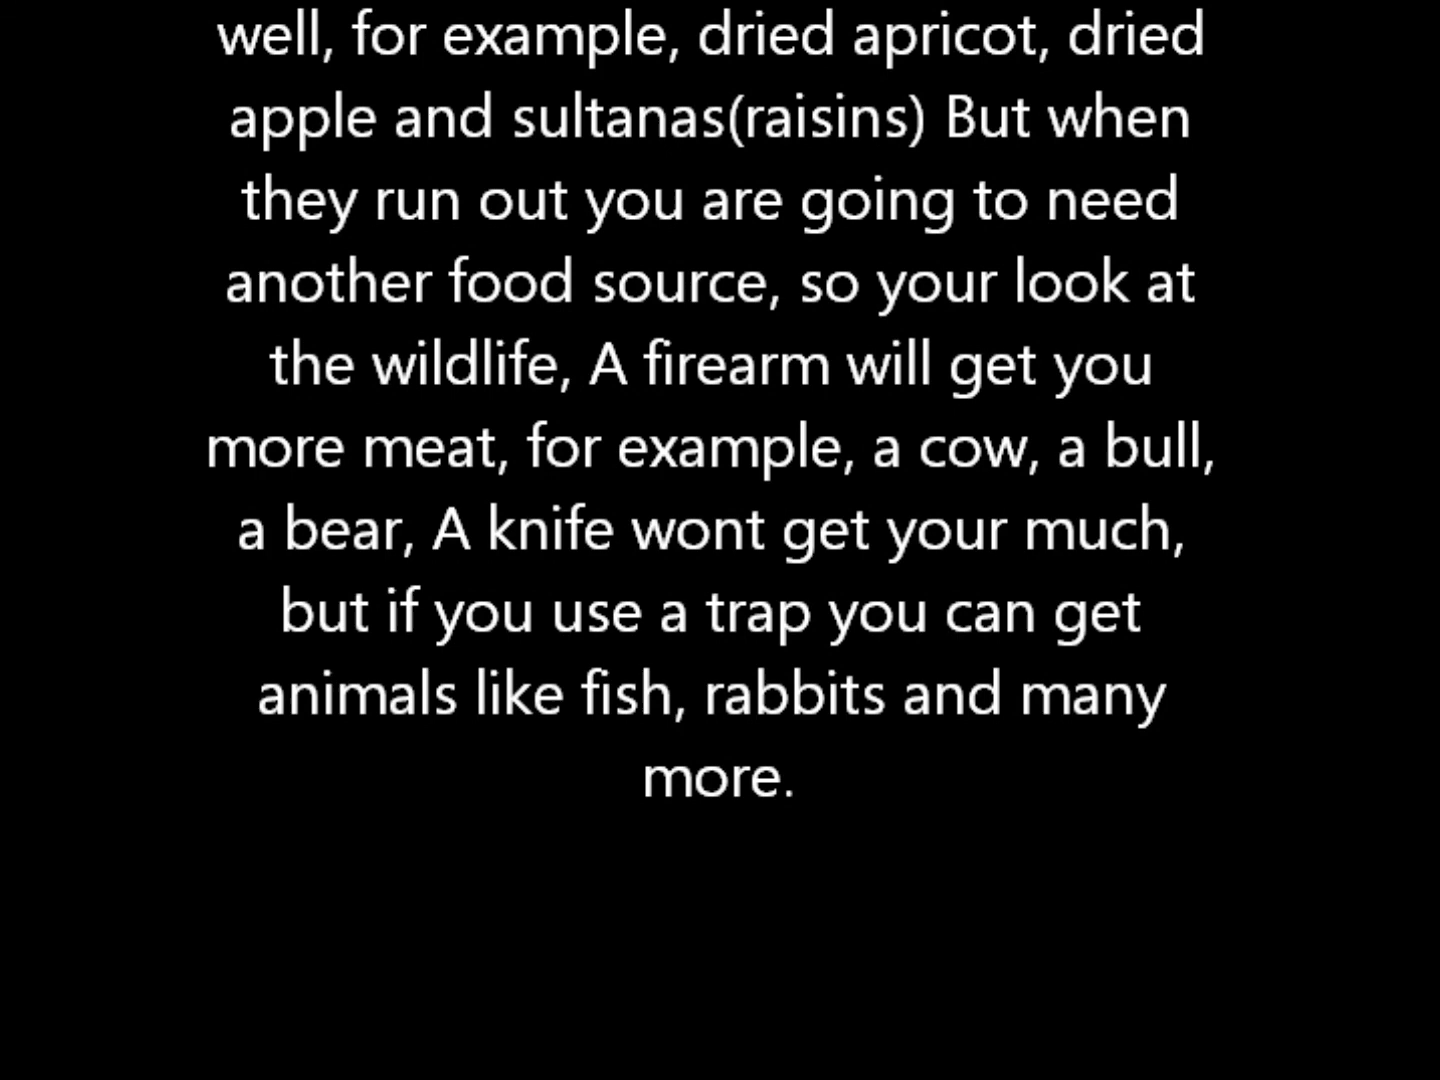 well, for example, dried apricot, dried
apple and sultanas(raisins) But when
they run out you are going to need
another food source, so your look at
the wildlife, A firearm will get you
more meat, for example, a cow, a bull,
a bear, A knife wont get your much,
but if you use a trap you can get
animals like fish, rabbits and many
more.